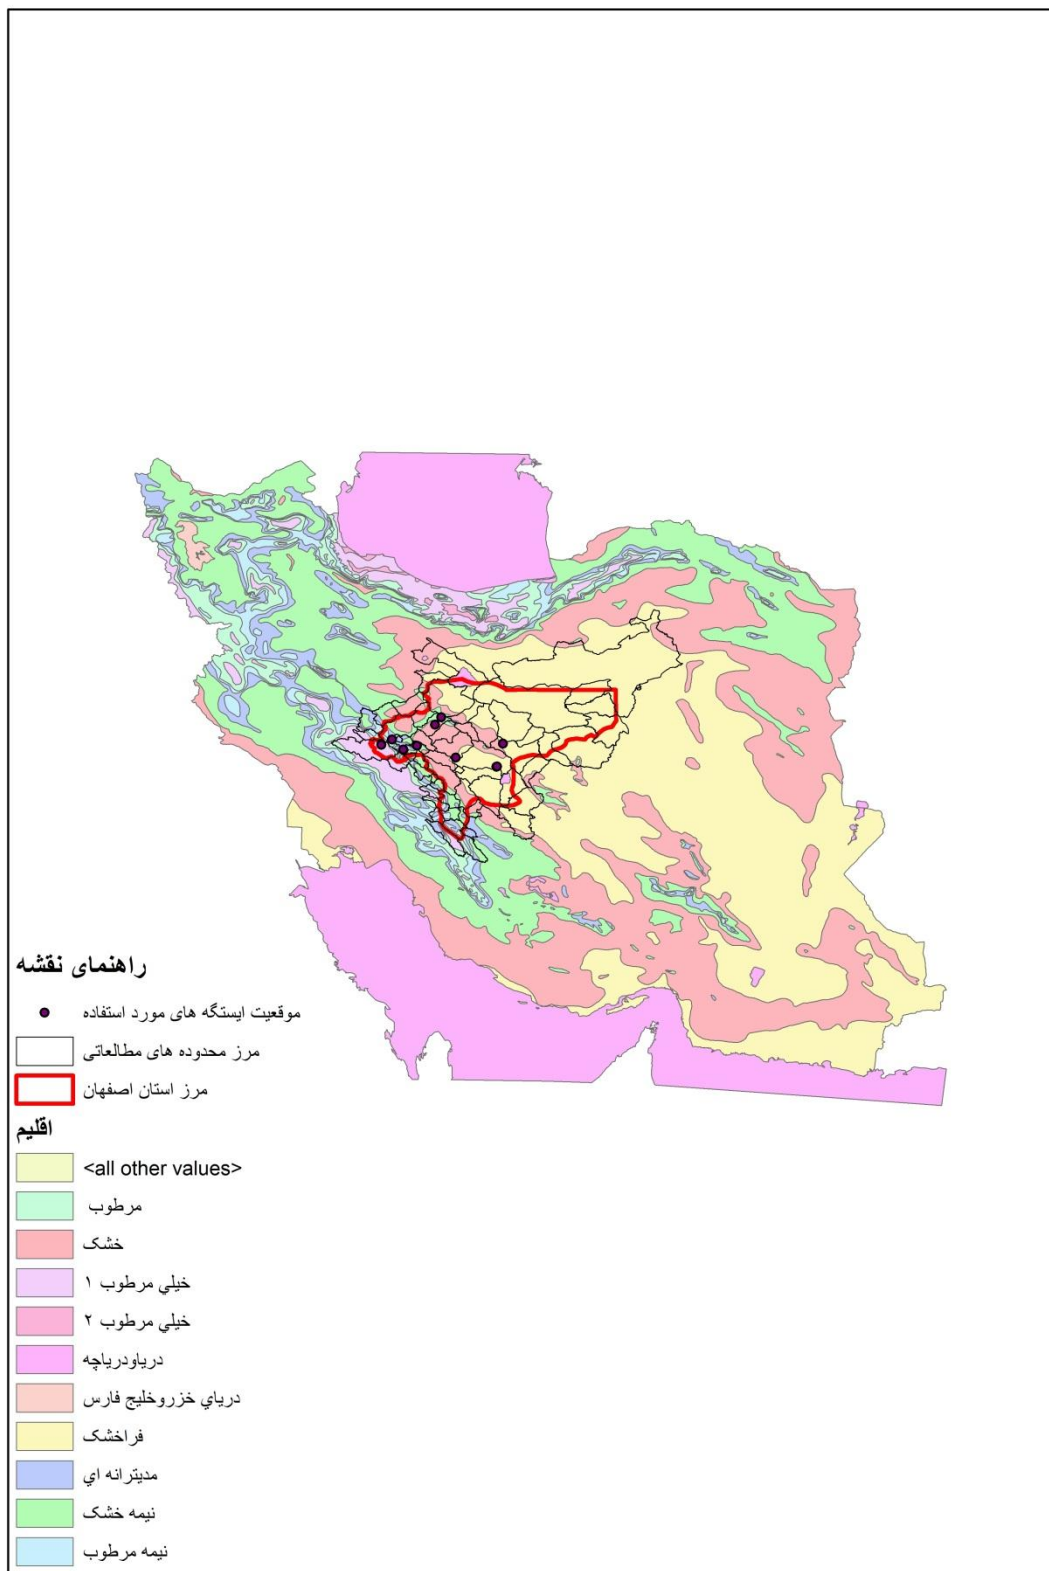 راهنمای نقشه
موقعیت ایستگه های مورد استفاده
مرز محدوده های مطالعاتی
مرز استان اصفهان
اقلیم
<all other values>
مرطوب
خشک
خيلي مرطوب ۱
خيلي مرطوب ۲
درياودرياچه
درياي خزروخليج فارس
فراخشک
مديترانه اي
نيمه خشک
نيمه مرطوب